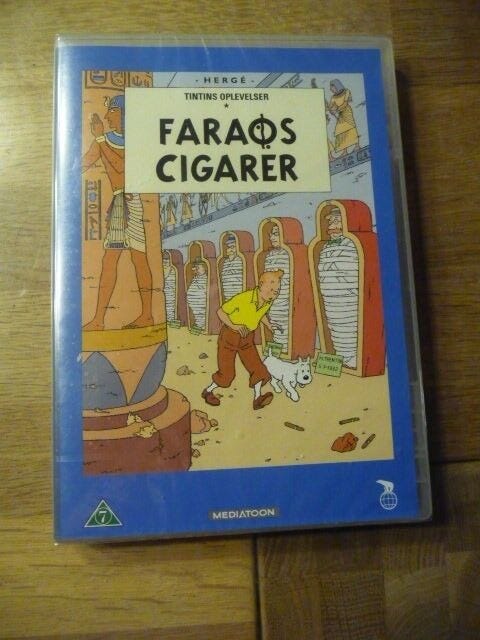 · HERGÉ ·
TINTINS OPLEVELSER
FARAOS
CIGARER
7
MEDIATOON